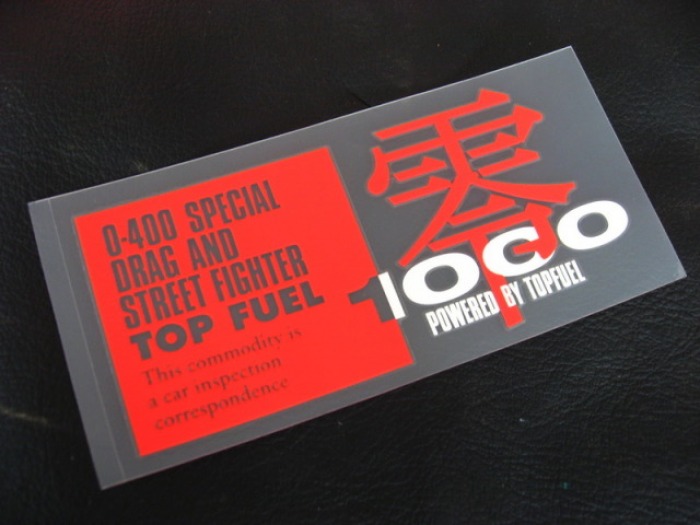 0-400 SPECIAL
DRAG AND
STREET FIGHTER
TOP FUEL
This commodity is
a car inspection
correspondence
零
1OCO
POWERED BY TOPFUEL